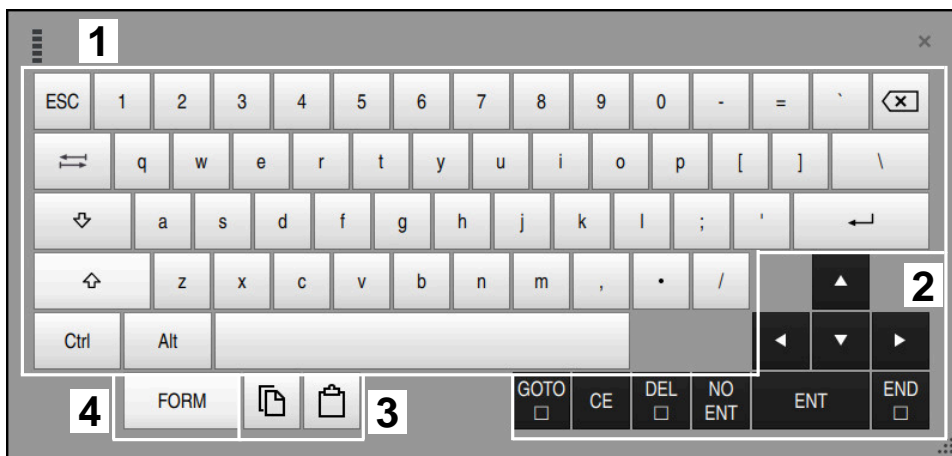 1 ×
ESC 1 2 3 4 5 6 7 8 9 0 - = `
q w e r t y u i o p [ ] \
a s d f g h j k l ; '
z x c v b n m , • / 2
Ctrl Alt
4 FORM 3 GOTO CE DEL NO ENT ENT END